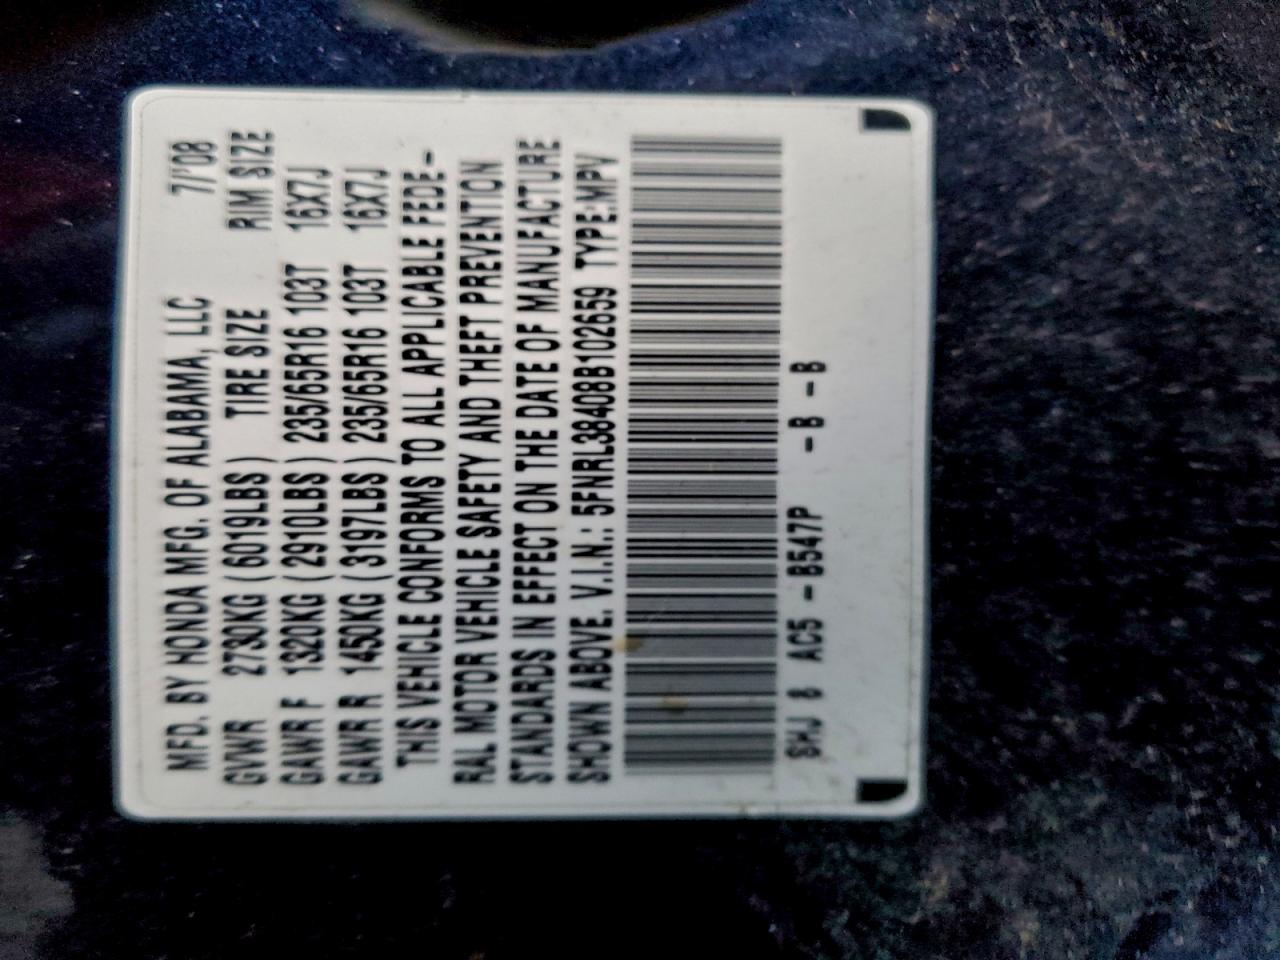 MFD. BY HONDA MFG. OF ALABAMA, LLC 7/'08
GVWR 2730KG (6019LBS) TIRE SIZE RIM SIZE
GAWR F 1320KG (2910LBS) 235/65R16 103T 16X7J
GAWR R 1450KG (3197LBS) 235/65R16 103T 16X7J
THIS VEHICLE CONFORMS TO ALL APPLICABLE FEDE-
RAL MOTOR VEHICLE SAFETY AND THEFT PREVENTION
STANDARDS IN EFFECT ON THE DATE OF MANUFACTURE
SHOWN ABOVE. V.I.N.: 5FNRL38408B102659 TYPE:MPV
SHJ 8 AC5 -B547P -B -B